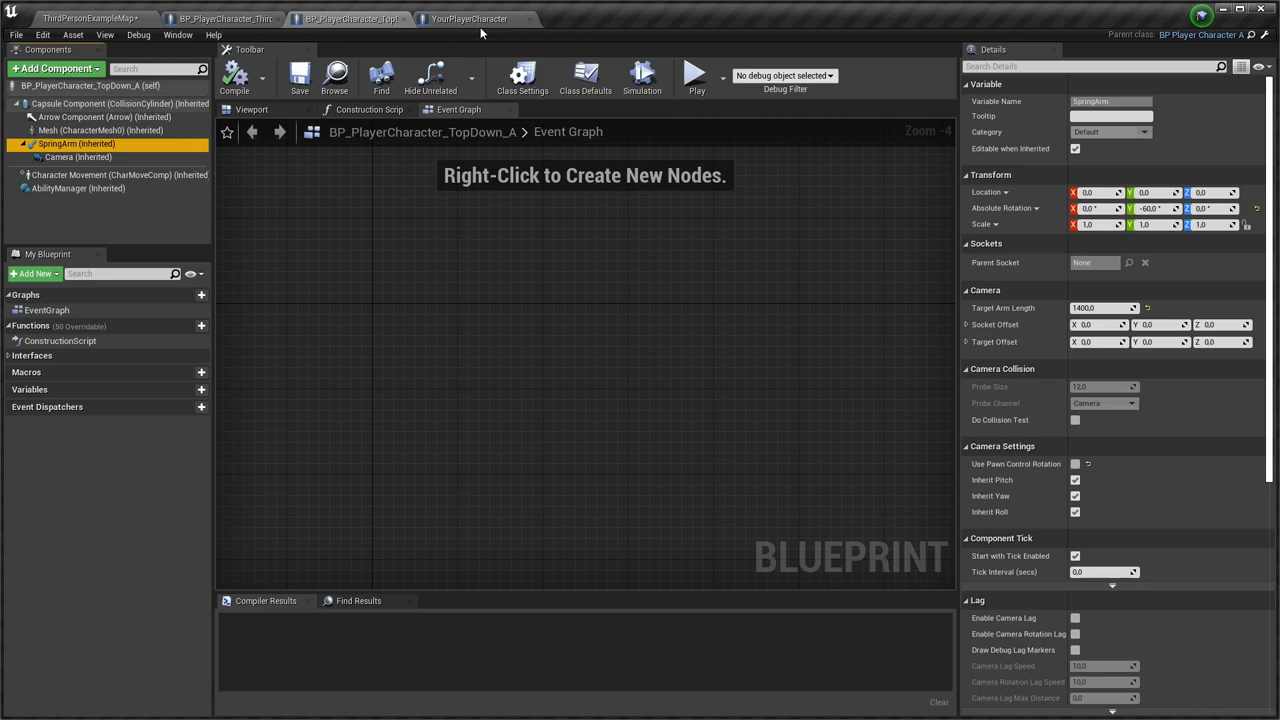 ThirdPersonExampleMap*
BP_PlayerCharacter_Thirc
BP_PlayerCharacter_Top
YourPlayerCharacter
File Edit Asset View Debug Window Help
Parent class: BP Player Character A
Components
+ Add Component
Search
BP_PlayerCharacter_TopDown_A (self)
Capsule Component (CollisionCylinder) (Inherited)
Arrow Component (Arrow) (Inherited)
Mesh (CharacterMesh0) (Inherited)
SpringArm (Inherited)
Camera (Inherited)
Character Movement (CharMoveComp) (Inherited
AbilityManager (Inherited)
My Blueprint
+ Add New
Search
Graphs
EventGraph
Functions (50 Overridable)
ConstructionScript
Interfaces
Macros
Variables
Event Dispatchers
Toolbar
Compile
Save
Browse
Find
Hide Unrelated
Class Settings
Class Defaults
Simulation
Play
No debug object selected
Debug Filter
Viewport
Construction Scrip
Event Graph
BP_PlayerCharacter_TopDown_A > Event Graph
Zoom -4
Right-Click to Create New Nodes.
BLUEPRINT
Compiler Results
Find Results
Clear
Details
Search Details
Variable
Variable Name SpringArm
Tooltip
Category Default
Editable when Inherited
Transform
Location X 0,0 Y 0,0 Z 0,0
Absolute Rotation X 0,0 ° Y -60,0 ° Z 0,0 °
Scale X 1,0 Y 1,0 Z 1,0
Sockets
Parent Socket None
Camera
Target Arm Length 1400,0
Socket Offset X 0,0 Y 0,0 Z 0,0
Target Offset X 0,0 Y 0,0 Z 0,0
Camera Collision
Probe Size 12,0
Probe Channel Camera
Do Collision Test
Camera Settings
Use Pawn Control Rotation
Inherit Pitch
Inherit Yaw
Inherit Roll
Component Tick
Start with Tick Enabled
Tick Interval (secs) 0,0
Lag
Enable Camera Lag
Enable Camera Rotation Lag
Draw Debug Lag Markers
Camera Lag Speed 10,0
Camera Rotation Lag Speed 10,0
Camera Lag Max Distance 0,0